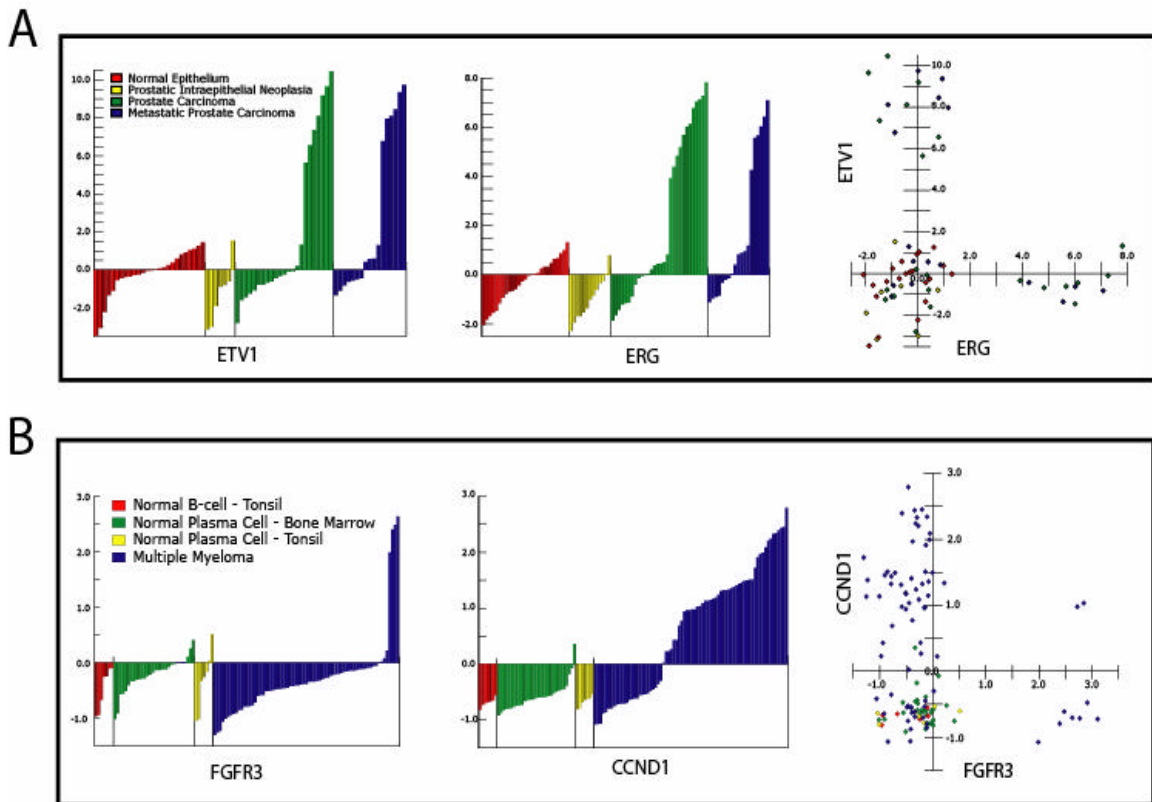 A
10.0
8.0
6.0
4.0
2.0
0.0
-2.0
Normal Epithelium
Prostatic Intraepithelial Neoplasia
Prostate Carcinoma
Metastatic Prostate Carcinoma
ETV1
8.0
6.0
4.0
2.0
0.0
-2.0
ERG
ETV1
10.0
8.0
6.0
4.0
2.0
0.0
-2.0
-2.0
2.0
4.0
6.0
8.0
ERG
B
3.0
2.0
1.0
0.0
-1.0
Normal B-cell - Tonsil
Normal Plasma Cell - Bone Marrow
Normal Plasma Cell - Tonsil
Multiple Myeloma
FGFR3
3.0
2.0
1.0
0.0
-1.0
CCND1
CCND1
3.0
2.0
1.0
0.0
-1.0
-1.0
1.0
2.0
3.0
FGFR3